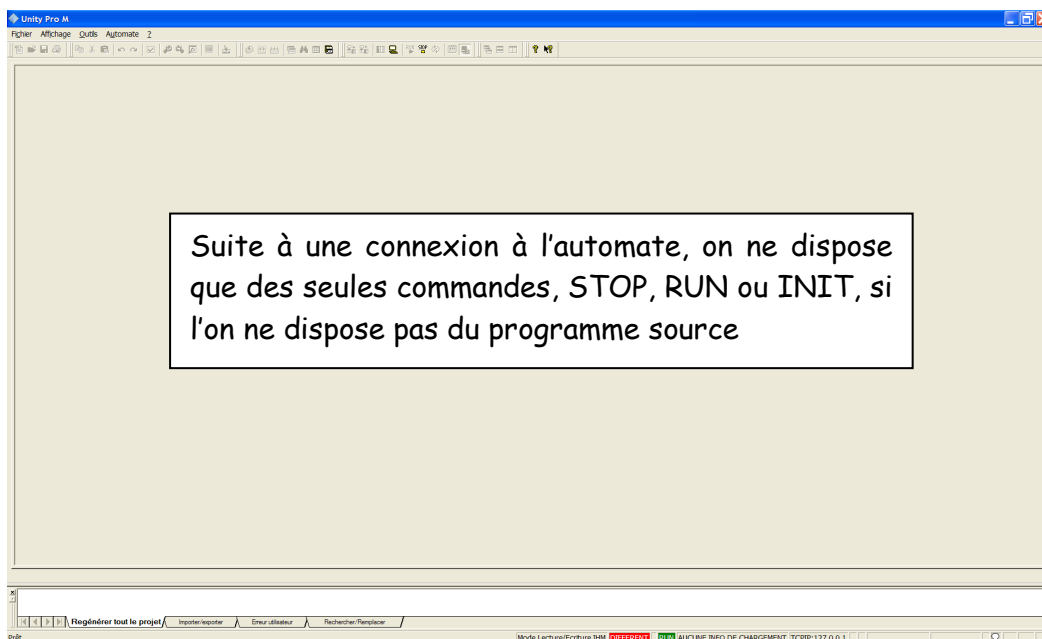 Unity Pro M
Fichier Affichage Outils Automate ?
Suite à une connexion à l'automate, on ne dispose
que des seules commandes, STOP, RUN ou INIT, si
l'on ne dispose pas du programme source
Regénérer tout le projet Importer/exporter Erreur utilisateur Rechercher/Remplacer
Prêt Mode Lecture/Ecriture IHM DIFFERENT RUN AUCUNE INFO DE CHARGEMENT TCPIP:127.0.0.1